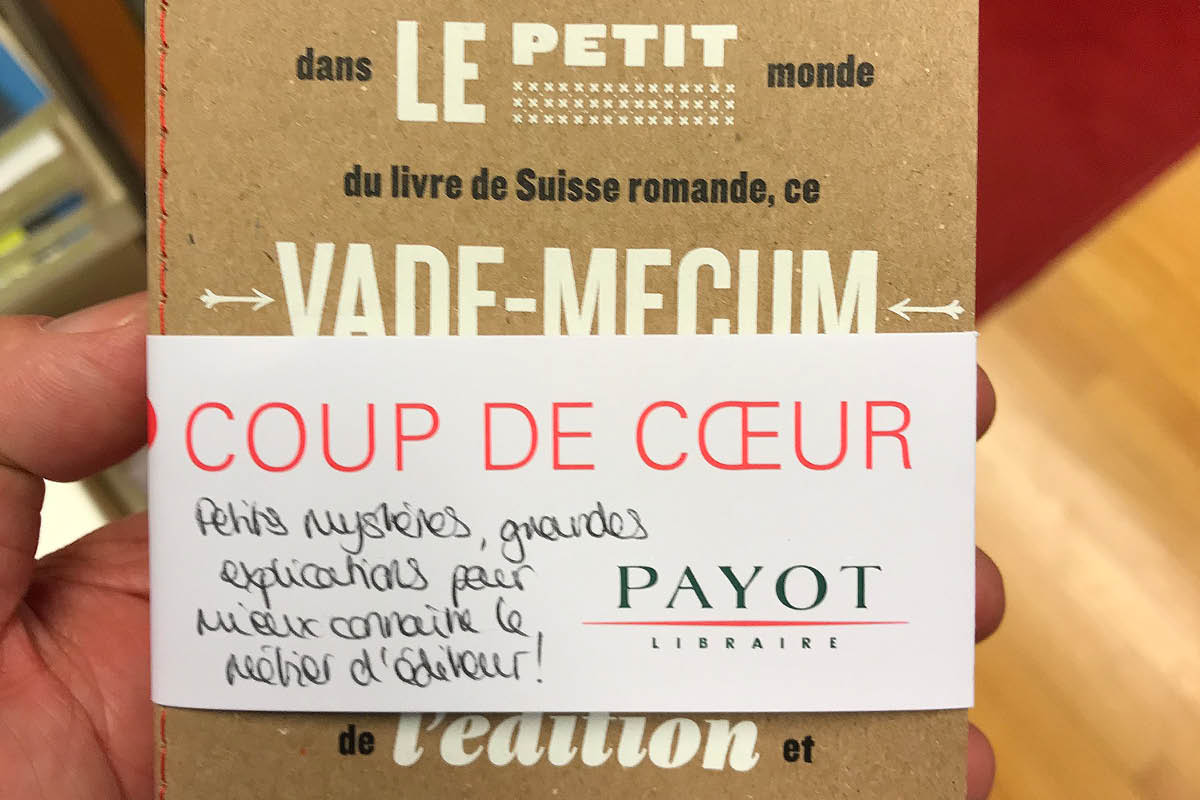 dans LE PETIT monde
du livre de Suisse romande, ce
VADE-MECUM
COUP DE CŒUR
Petits mystères, grandes
explications pour
mieux connaître le
métier d'éditeur!
PAYOT
LIBRAIRE
de l'édition et